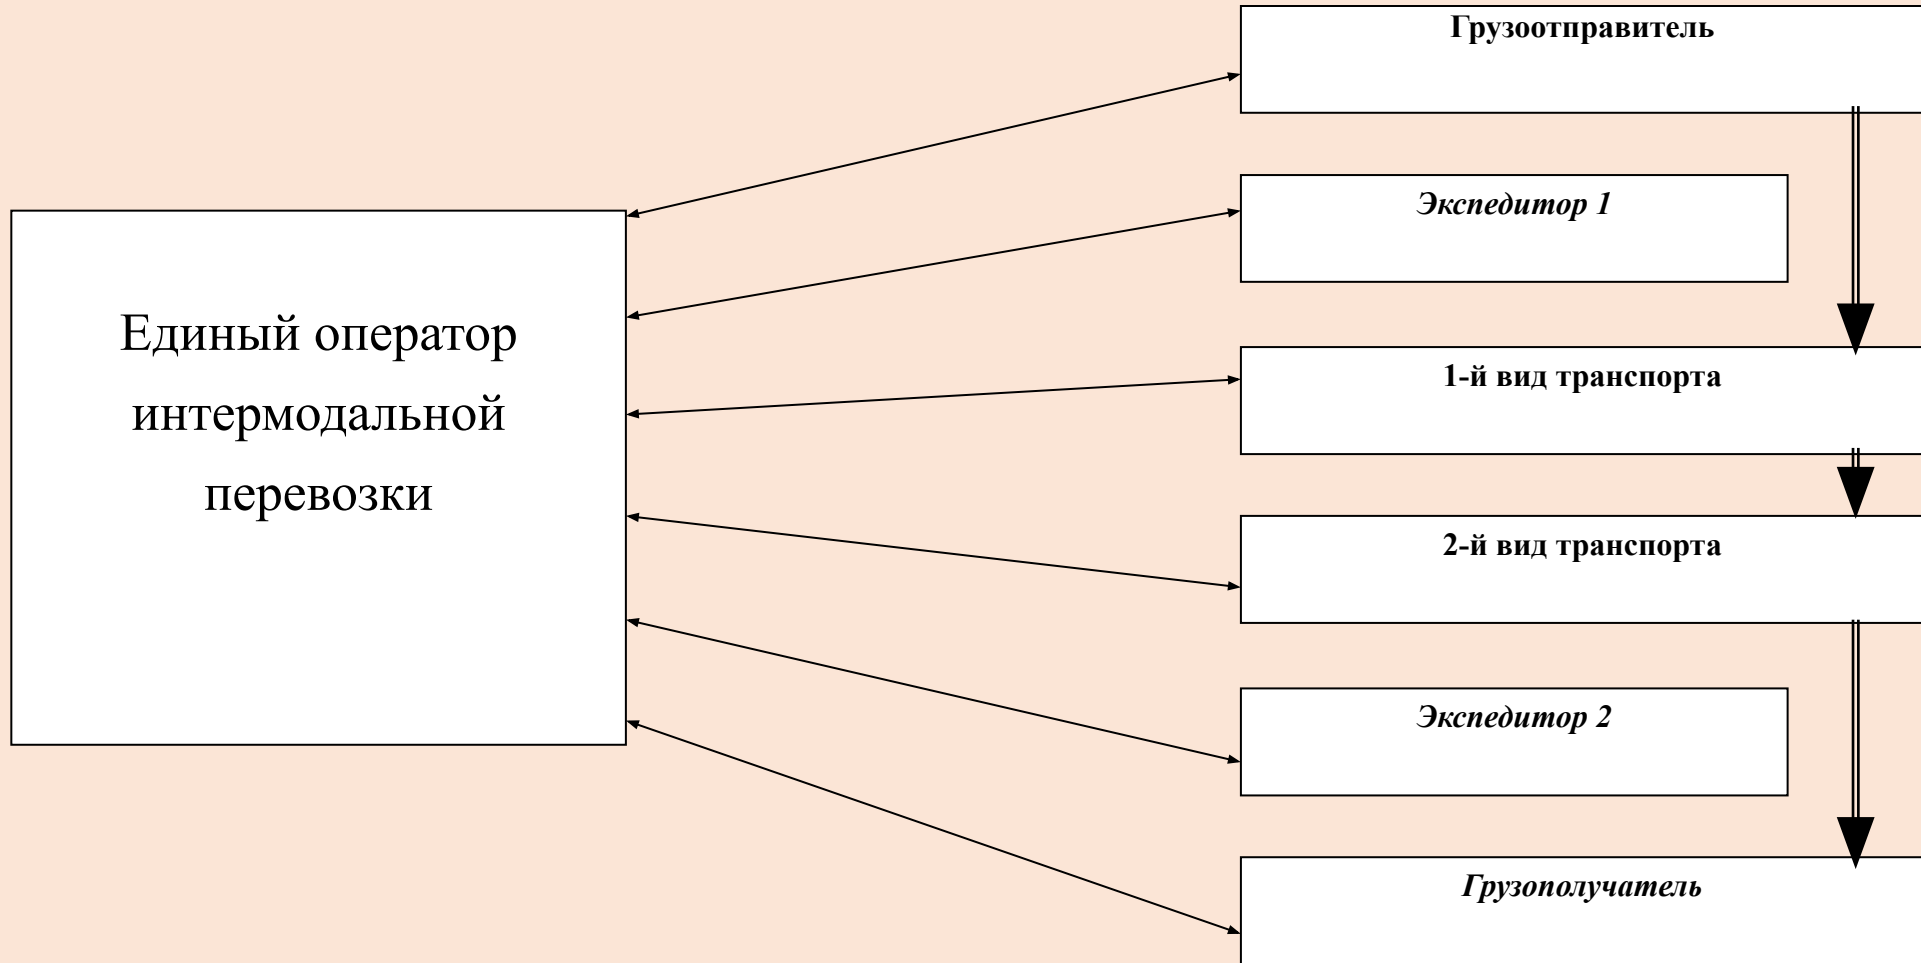 Грузоотправитель
Экспедитор 1
Единый оператор
интермодальной
перевозки
1-й вид транспорта
2-й вид транспорта
Экспедитор 2
Грузополучатель